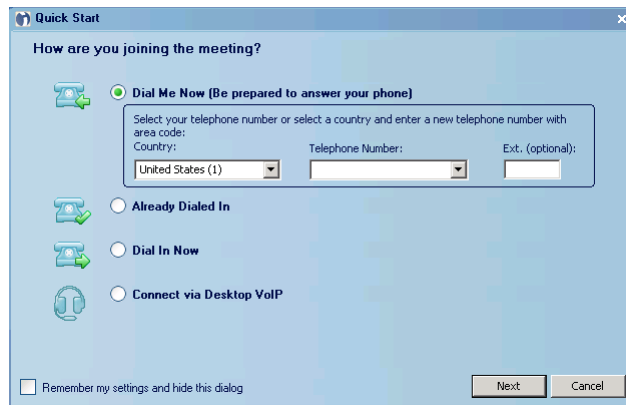 Quick Start
How are you joining the meeting?
Dial Me Now (Be prepared to answer your phone)
Select your telephone number or select a country and enter a new telephone number with
area code:
Country: Telephone Number: Ext. (optional):
United States (1)
Already Dialed In
Dial In Now
Connect via Desktop VoIP
Remember my settings and hide this dialog
Next Cancel